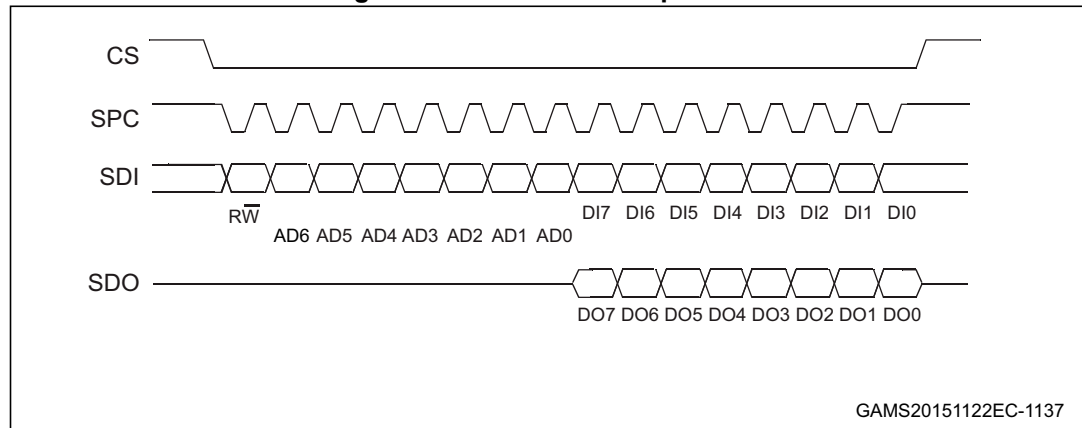 CS
SPC
SDI
RW̅
DI7 DI6 DI5 DI4 DI3 DI2 DI1 DI0
AD6 AD5 AD4 AD3 AD2 AD1 AD0
SDO
DO7 DO6 DO5 DO4 DO3 DO2 DO1 DO0
GAMS20151122EC-1137